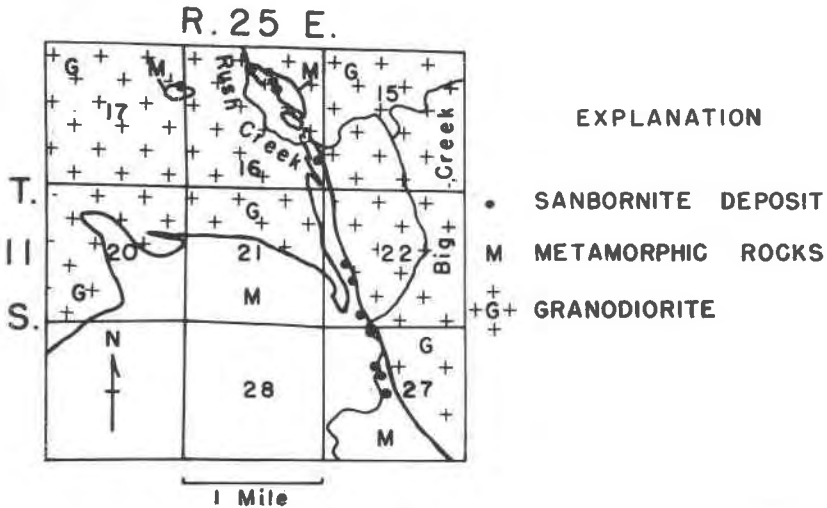 R. 25 E.
G
M
Rush Creek
M
G
15
17
16
Big Creek
T.
11
S.
G
20
21
22
G
M
N
G
28
27
M
1 Mile
EXPLANATION
SANBORNITE DEPOSIT
M METAMORPHIC ROCKS
+G+ GRANODIORITE